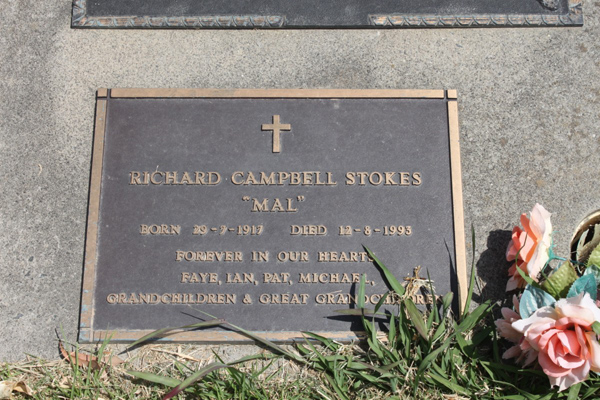 RICHARD CAMPBELL STOKES
"MAL"
BORN 29-7-1917 DIED 12-8-1993
FOREVER IN OUR HEARTS
FAYE, IAN, PAT, MICHAEL,
GRANDCHILDREN & GREAT GRANDCHILDREN